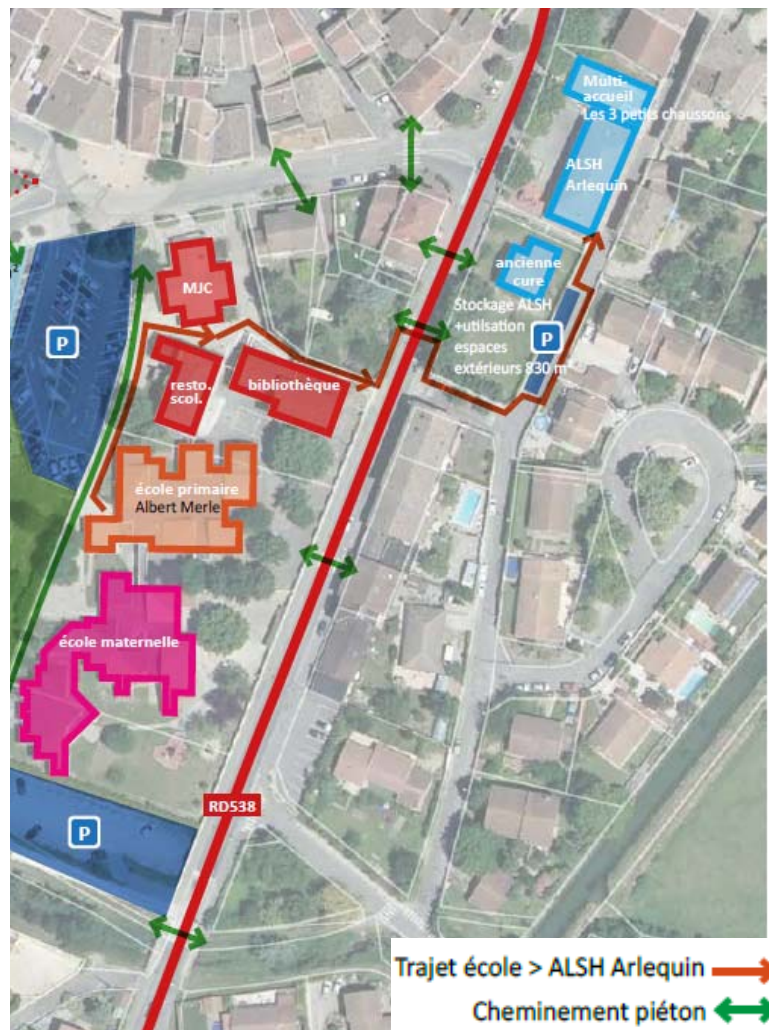 Multi-
accueil
Les 3 petits chaussons
ALSH
Arlequin
MJC
ancienne
cure
P
Stockage ALSH
+utilsation
espaces
extérieurs 830 m²
P
resto.
scol.
bibliothèque
école primaire
Albert Merle
école maternelle
RD538
P
Trajet école > ALSH Arlequin
Cheminement piéton